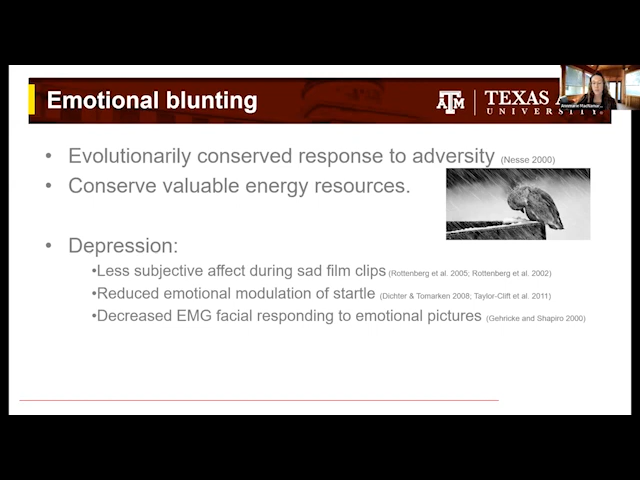 Emotional blunting
ATM | TEXAS A
UNIVERSITY.
• Evolutionarily conserved response to adversity (Nesse 2000)
• Conserve valuable energy resources.
• Depression:
•Less subjective affect during sad film clips (Rottenberg et al. 2005; Rottenberg et al. 2002)
•Reduced emotional modulation of startle (Dichter & Tomarken 2008; Taylor-Clift et al. 2011)
•Decreased EMG facial responding to emotional pictures (Gehricke and Shapiro 2000)